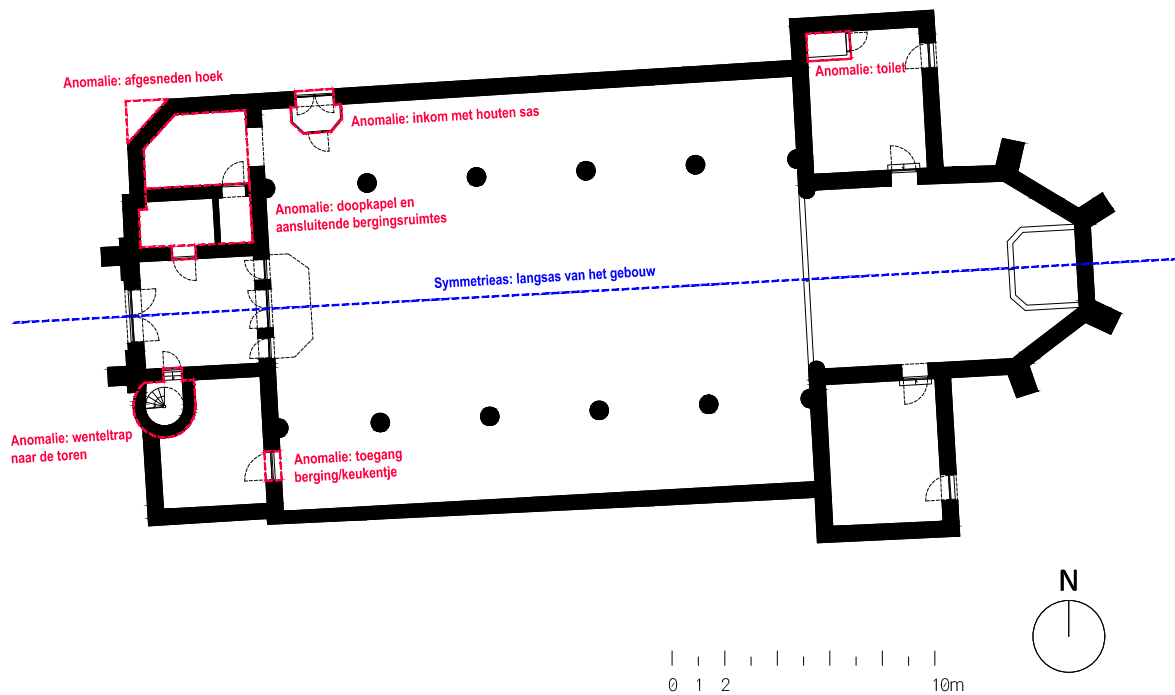 Anomalie: afgesneden hoek
Anomalie: toilet
Anomalie: inkom met houten sas
Anomalie: doopkapel en
aansluitende bergingsruimtes
Symmetrieas: langsas van het gebouw
Anomalie: wenteltrap
naar de toren
Anomalie: toegang
berging/keukentje
N
0 1 2 10m